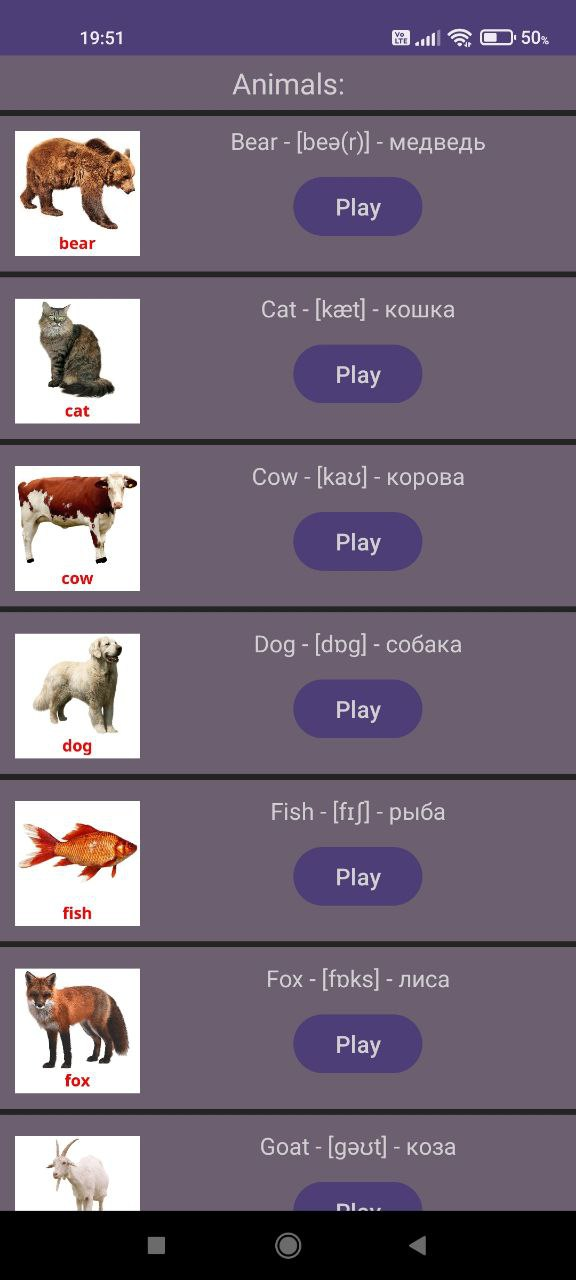 19:51
Vo LTE
50%
Animals:
Bear - [beə(r)] - медведь
Play
bear
Cat - [kæt] - кошка
Play
cat
Cow - [kaʊ] - корова
Play
cow
Dog - [dɒg] - собака
Play
dog
Fish - [fɪʃ] - рыба
Play
fish
Fox - [fɒks] - лиса
Play
fox
Goat - [gəʊt] - коза
Play